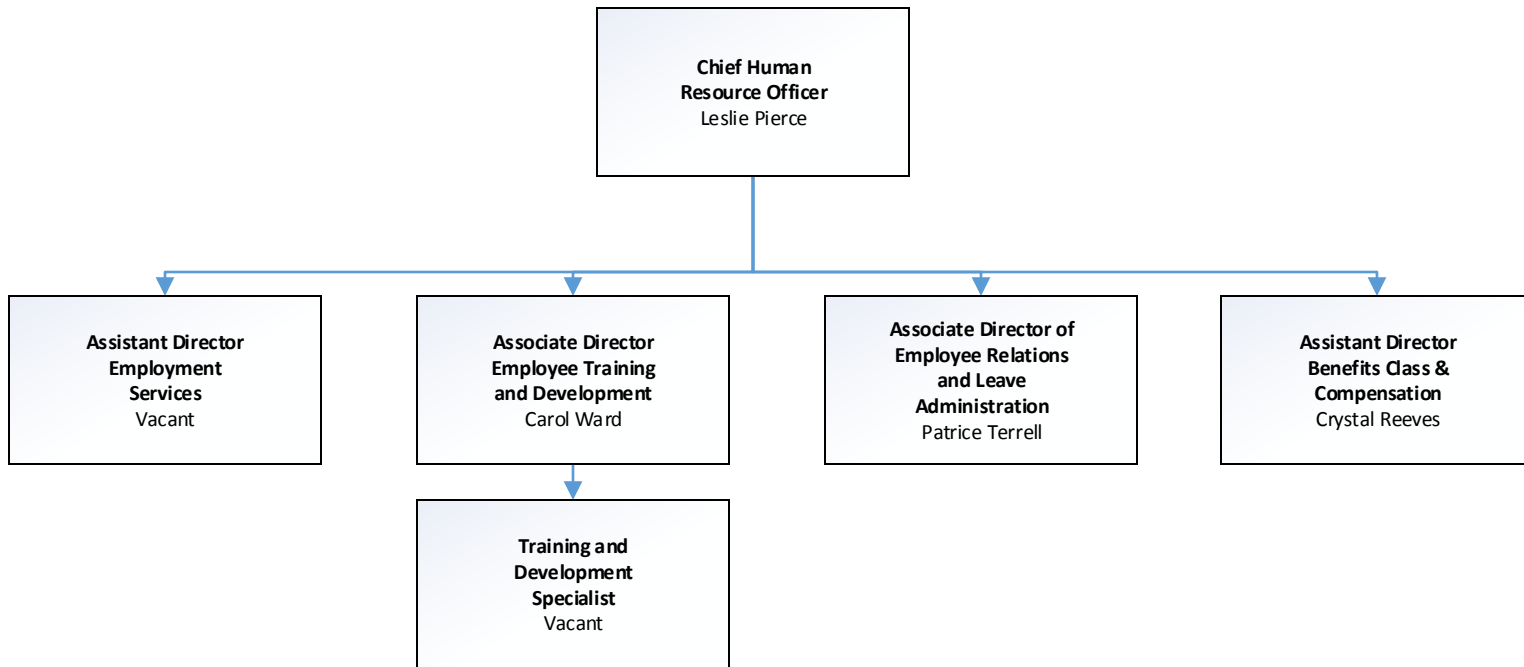 Chief Human
Resource Officer
Leslie Pierce
Assistant Director
Employment
Services
Vacant
Associate Director
Employee Training
and Development
Carol Ward
Associate Director of
Employee Relations
and Leave
Administration
Patrice Terrell
Assistant Director
Benefits Class &
Compensation
Crystal Reeves
Training and
Development
Specialist
Vacant